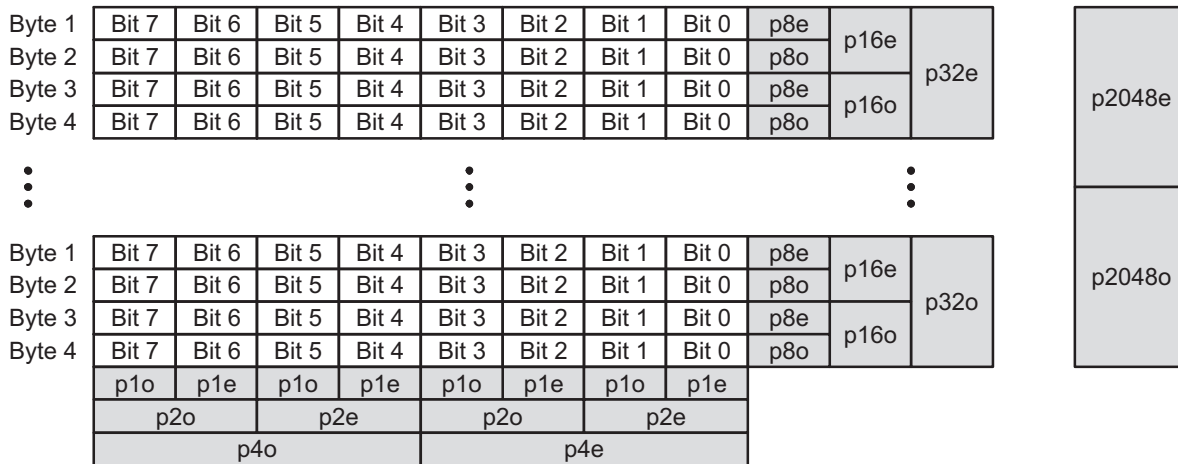 Byte 1 Bit 7 Bit 6 Bit 5 Bit 4 Bit 3 Bit 2 Bit 1 Bit 0 p8e p16e p32e p2048e
Byte 2 Bit 7 Bit 6 Bit 5 Bit 4 Bit 3 Bit 2 Bit 1 Bit 0 p8o
Byte 3 Bit 7 Bit 6 Bit 5 Bit 4 Bit 3 Bit 2 Bit 1 Bit 0 p8e p16o
Byte 4 Bit 7 Bit 6 Bit 5 Bit 4 Bit 3 Bit 2 Bit 1 Bit 0 p8o
Byte 1 Bit 7 Bit 6 Bit 5 Bit 4 Bit 3 Bit 2 Bit 1 Bit 0 p8e p16e p32o p2048o
Byte 2 Bit 7 Bit 6 Bit 5 Bit 4 Bit 3 Bit 2 Bit 1 Bit 0 p8o
Byte 3 Bit 7 Bit 6 Bit 5 Bit 4 Bit 3 Bit 2 Bit 1 Bit 0 p8e p16o
Byte 4 Bit 7 Bit 6 Bit 5 Bit 4 Bit 3 Bit 2 Bit 1 Bit 0 p8o
p1o p1e p1o p1e p1o p1e p1o p1e
p2o p2e p2o p2e
p4o p4e